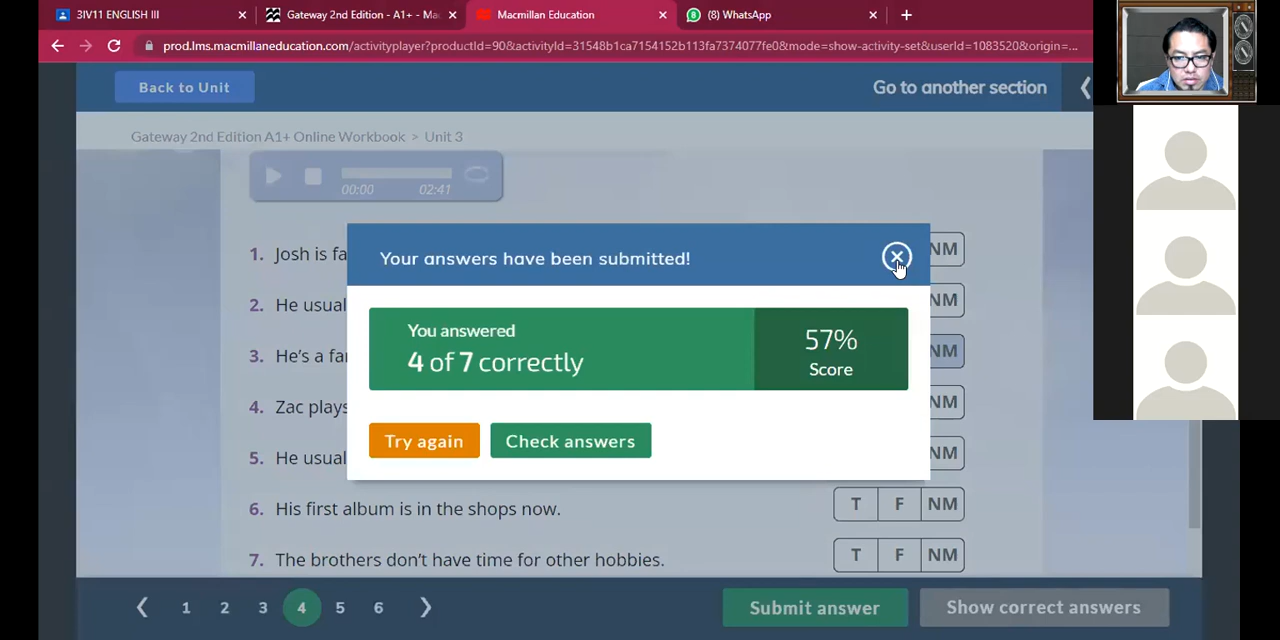 3IV11 ENGLISH III
Gateway 2nd Edition - A1+ - Mac
Macmillan Education
(8) WhatsApp
prod.lms.macmillaneducation.com/activityplayer?productId=90&activityId=31548b1ca7154152b113fa7374077fe0&mode=show-activity-set&userId=1083520&origin=...
Back to Unit
Go to another section
Gateway 2nd Edition A1+ Online Workbook > Unit 3
00:00 02:41
1. Josh is fa NM
Your answers have been submitted!
2. He usual NM
You answered
4 of 7 correctly
57%
Score
3. He's a fa NM
4. Zac plays NM
Try again Check answers
5. He usual NM
6. His first album is in the shops now. T F NM
7. The brothers don't have time for other hobbies. T F NM
1 2 3 4 5 6
Submit answer
Show correct answers